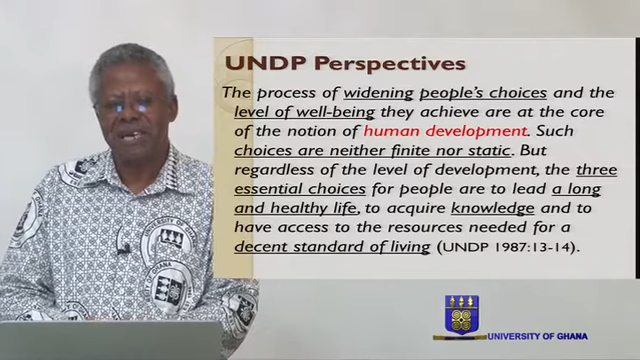 UNDP Perspectives
The process of widening people's choices and the
level of well-being they achieve are at the core
of the notion of human development. Such
choices are neither finite nor static. But
regardless of the level of development, the three
essential choices for people are to lead a long
and healthy life, to acquire knowledge and to
have access to the resources needed for a
decent standard of living (UNDP 1987:13-14).
UNIVERSITY OF GHANA